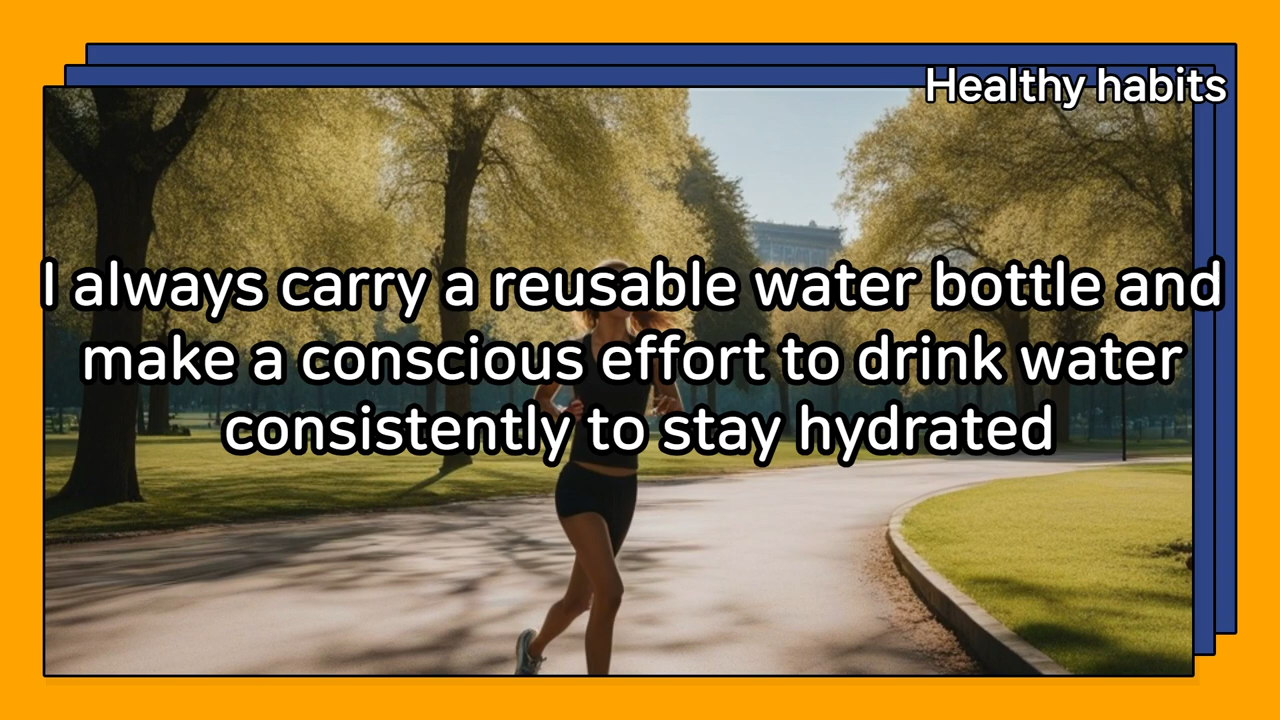 Healthy habits
I always carry a reusable water bottle and
make a conscious effort to drink water
consistently to stay hydrated